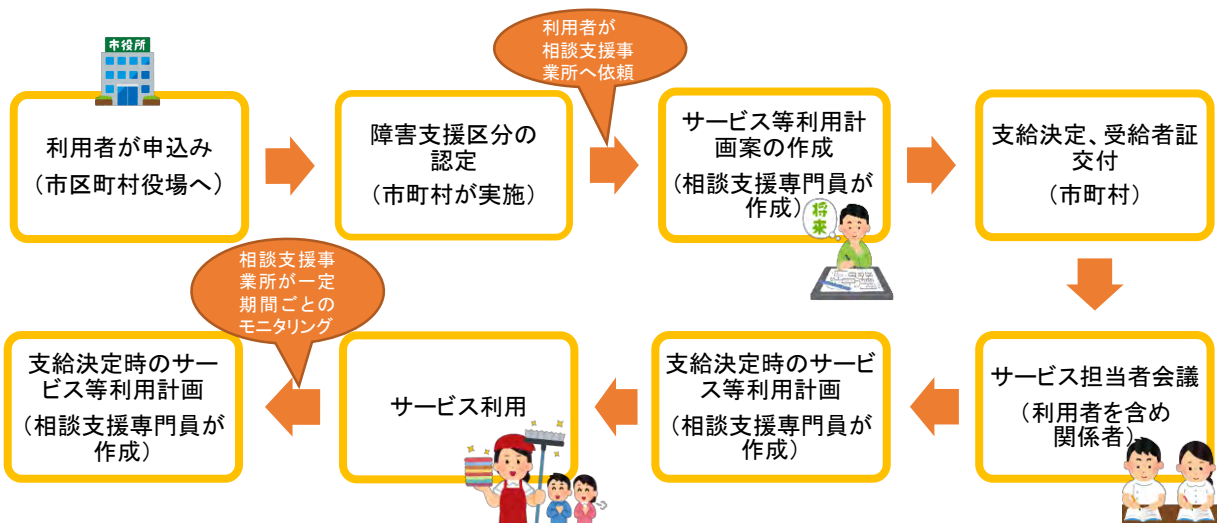 市役所
利用者が申込み
（市区町村役場へ）
障害支援区分の
認定
（市町村が実施）
利用者が
相談支援事
業所へ依頼
サービス等利用計
画案の作成
（相談支援専門員が
作成）
将来
支給決定、受給者証
交付
（市町村）
サービス担当者会議
（利用者を含め
関係者）
支給決定時のサービ
ス等利用計画
（相談支援専門員が
作成）
サービス利用
相談支援事
業所が一定
期間ごとの
モニタリング
支給決定時のサー
ビス等利用計画
（相談支援専門員が
作成）